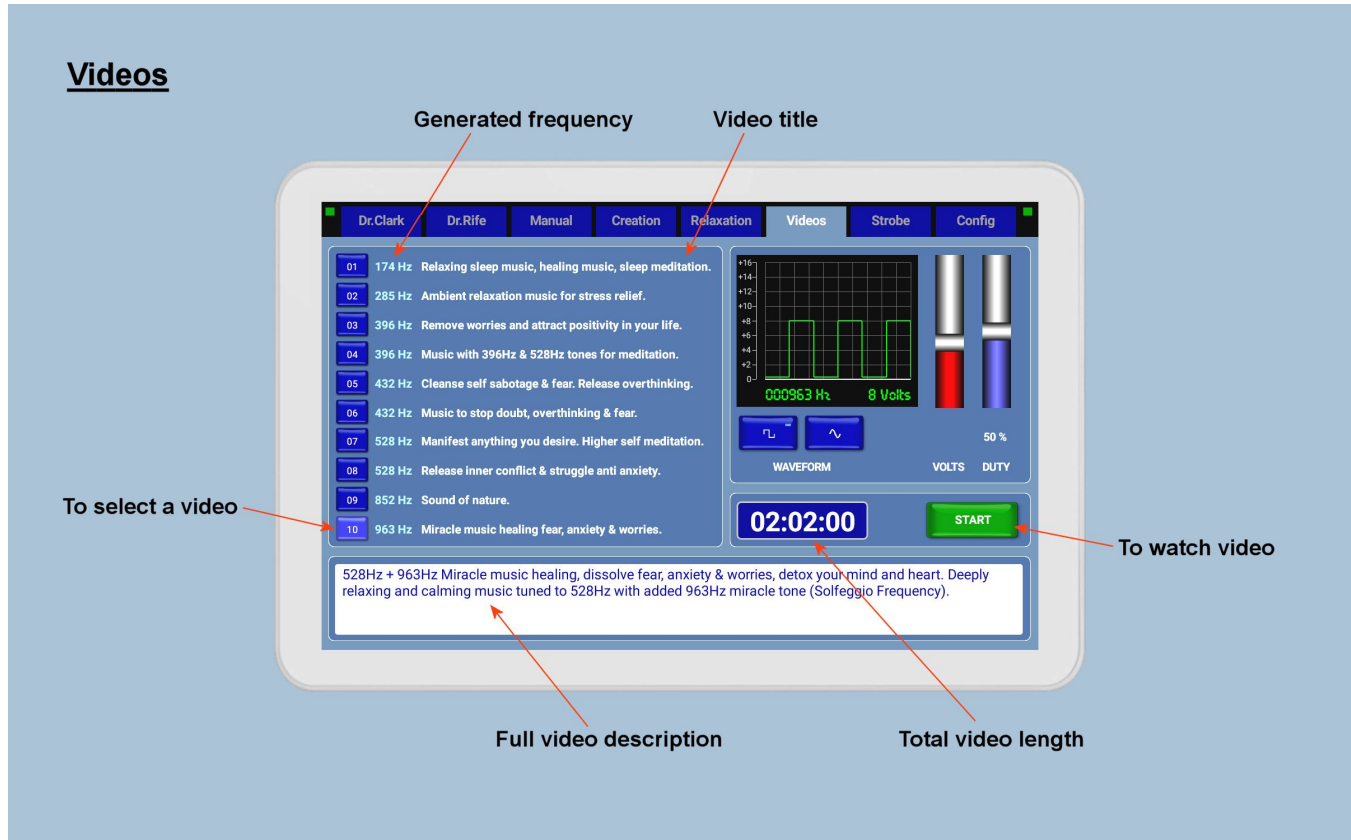 Videos
Generated frequency
Video title
Dr.Clark
Dr.Rife
Manual
Creation
Relaxation
Videos
Strobe
Config
01 174 Hz Relaxing sleep music, healing music, sleep meditation.
02 285 Hz Ambient relaxation music for stress relief.
03 396 Hz Remove worries and attract positivity in your life.
04 396 Hz Music with 396Hz & 528Hz tones for meditation.
05 432 Hz Cleanse self sabotage & fear. Release overthinking.
06 432 Hz Music to stop doubt, overthinking & fear.
07 528 Hz Manifest anything you desire. Higher self meditation.
08 528 Hz Release inner conflict & struggle anti anxiety.
09 852 Hz Sound of nature.
10 963 Hz Miracle music healing fear, anxiety & worries.
+16
+14
+12
+10
+8
+6
+4
+2
0
000963 Hz
8 Volts
50 %
WAVEFORM
VOLTS
DUTY
To select a video
02:02:00
START
To watch video
528Hz + 963Hz Miracle music healing, dissolve fear, anxiety & worries, detox your mind and heart. Deeply
relaxing and calming music tuned to 528Hz with added 963Hz miracle tone (Solfeggio Frequency).
Full video description
Total video length